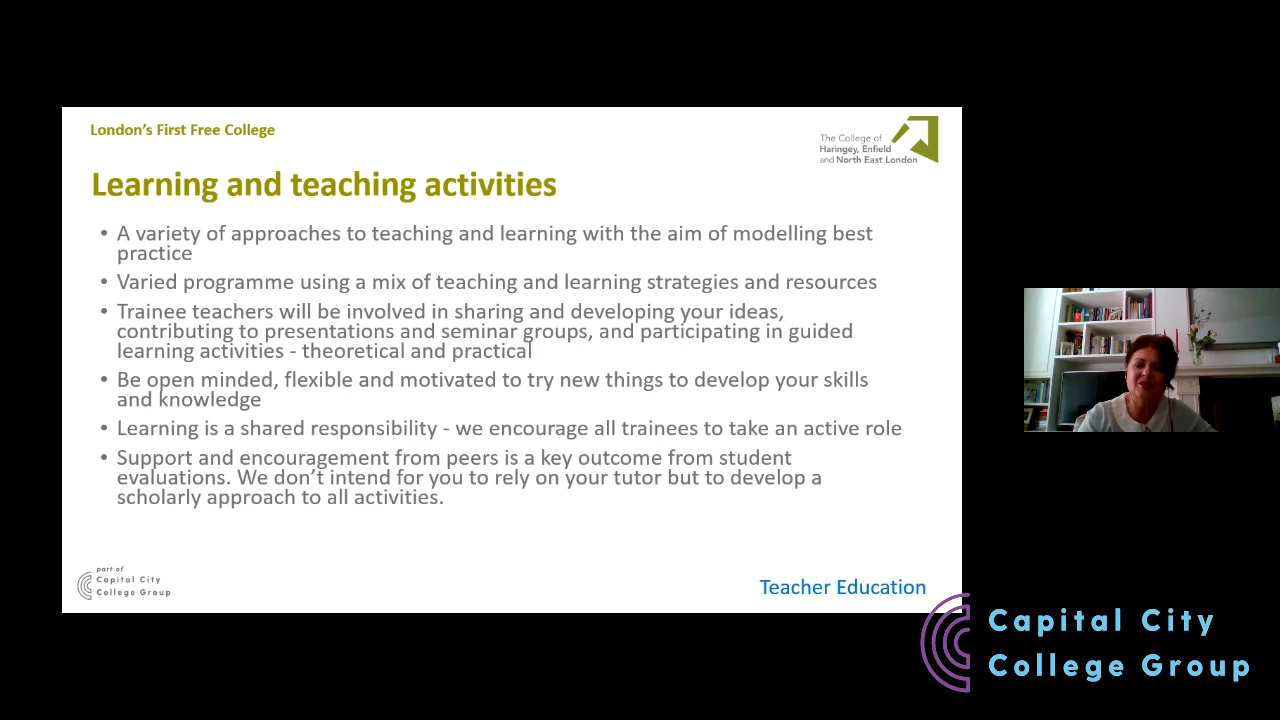 London's First Free College
The College of
Haringey, Enfield
and North East London
Learning and teaching activities
• A variety of approaches to teaching and learning with the aim of modelling best
practice
• Varied programme using a mix of teaching and learning strategies and resources
• Trainee teachers will be involved in sharing and developing your ideas,
contributing to presentations and seminar groups, and participating in guided
learning activities - theoretical and practical
• Be open minded, flexible and motivated to try new things to develop your skills
and knowledge
• Learning is a shared responsibility - we encourage all trainees to take an active role
• Support and encouragement from peers is a key outcome from student
evaluations. We don't intend for you to rely on your tutor but to develop a
scholarly approach to all activities.
part of
Capital City
College Group
Teacher Education
Capital City
College Group